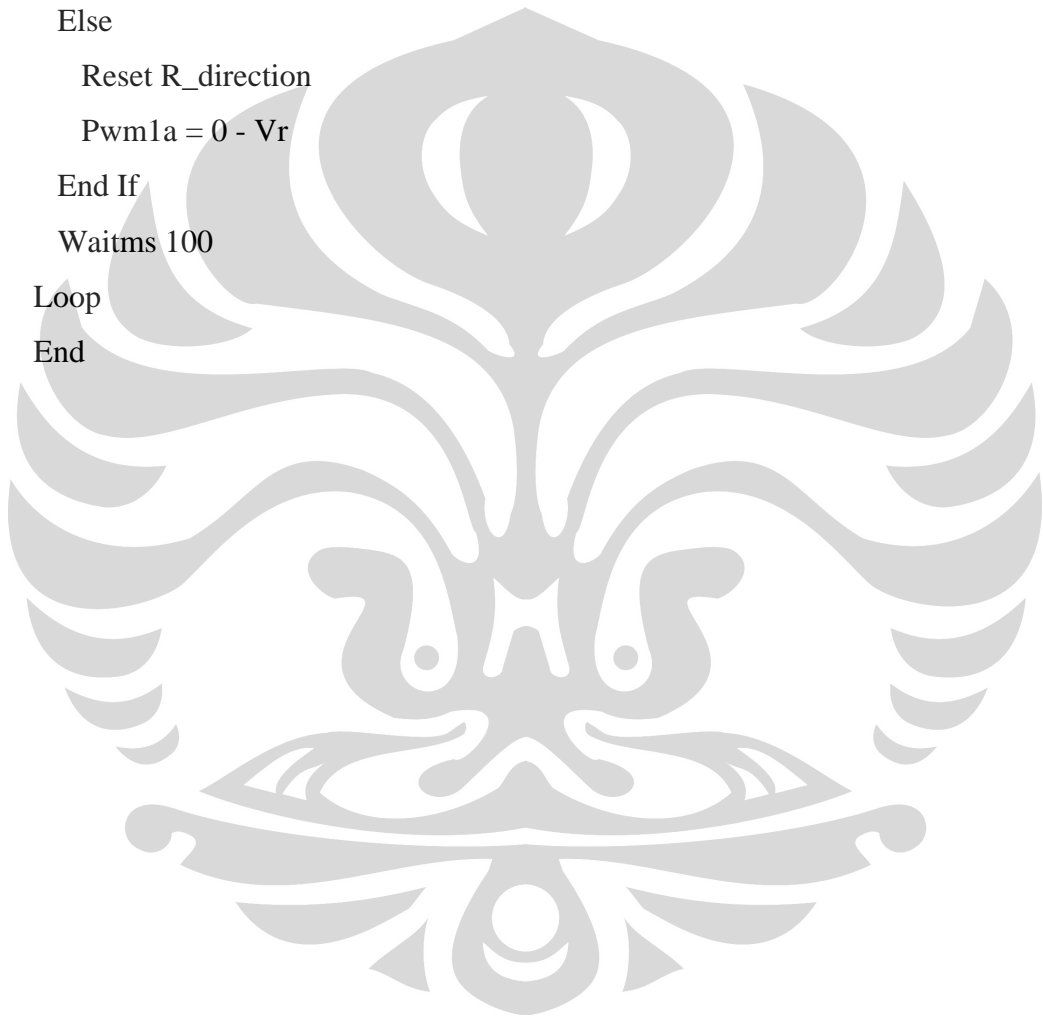 Else
Reset R_direction
Pwm1a = 0 - Vr
End If
Waitms 100
Loop
End